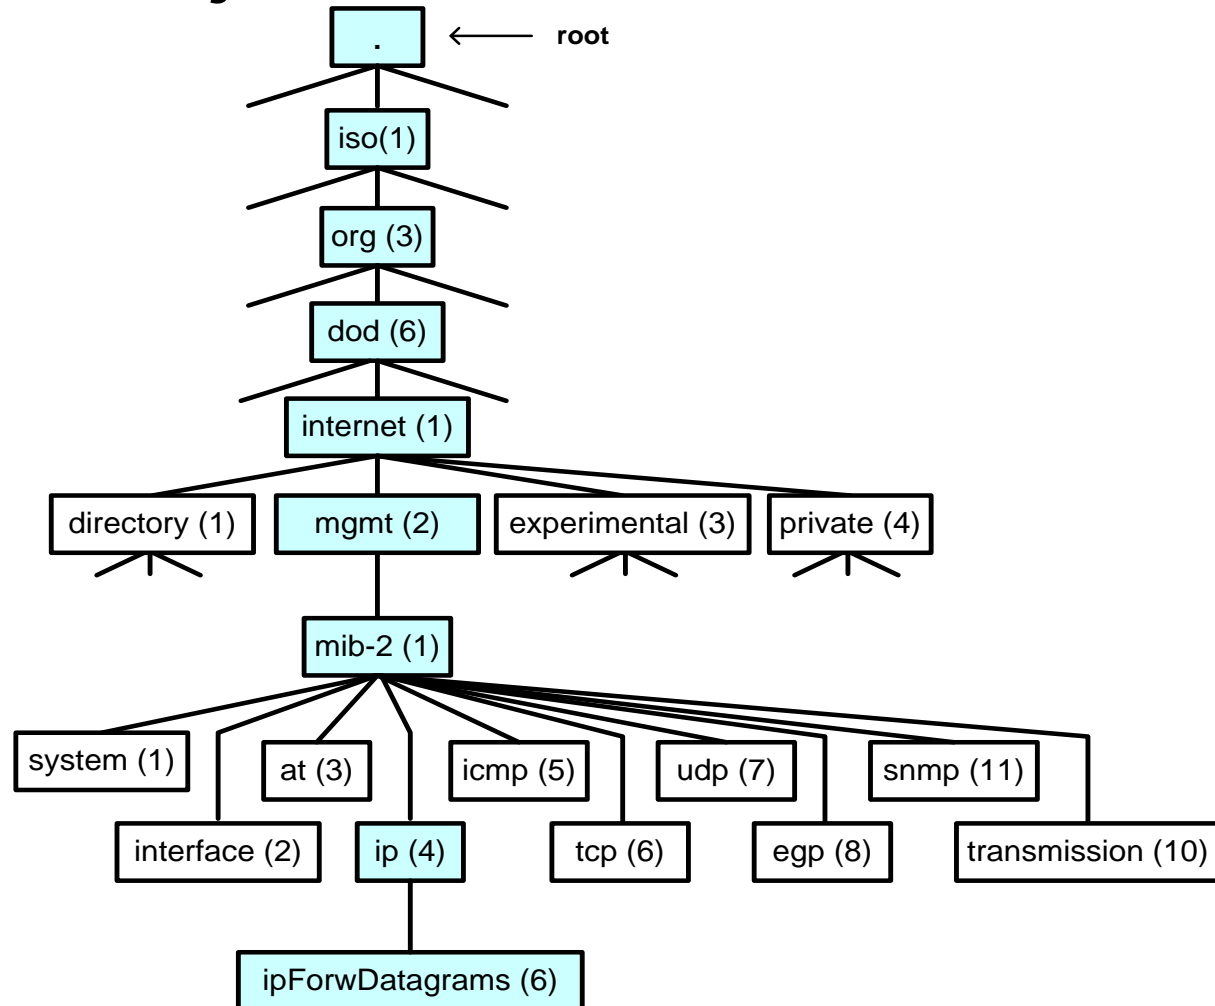 .
root
iso(1)
org (3)
dod (6)
internet (1)
directory (1)
mgmt (2)
experimental (3)
private (4)
mib-2 (1)
system (1)
at (3)
icmp (5)
udp (7)
snmp (11)
interface (2)
ip (4)
tcp (6)
egp (8)
transmission (10)
ipForwDatagrams (6)